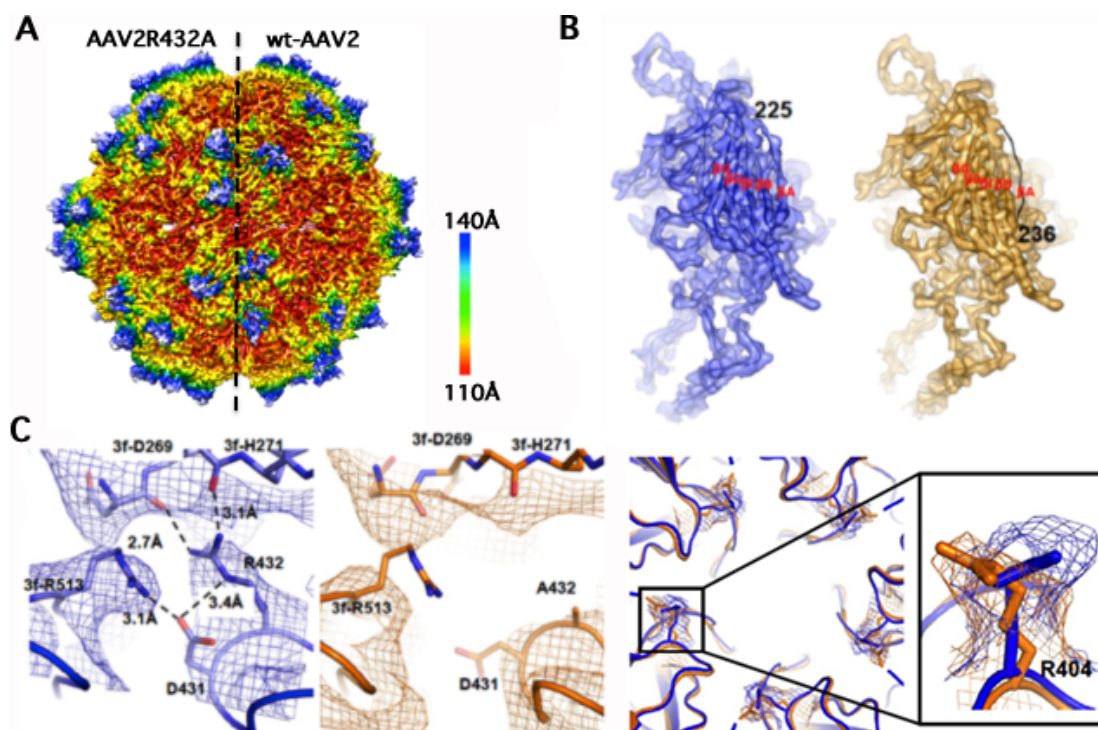 A
AAV2R432A
wt-AAV2
140Å
110Å
B
225
βA
236
C
3f-D269
3f-H271
3.1Å
2.7Å
R432
3f-R513
3.4Å
3.1Å
D431
3f-D269
3f-H271
3f-R513
A432
D431
R404